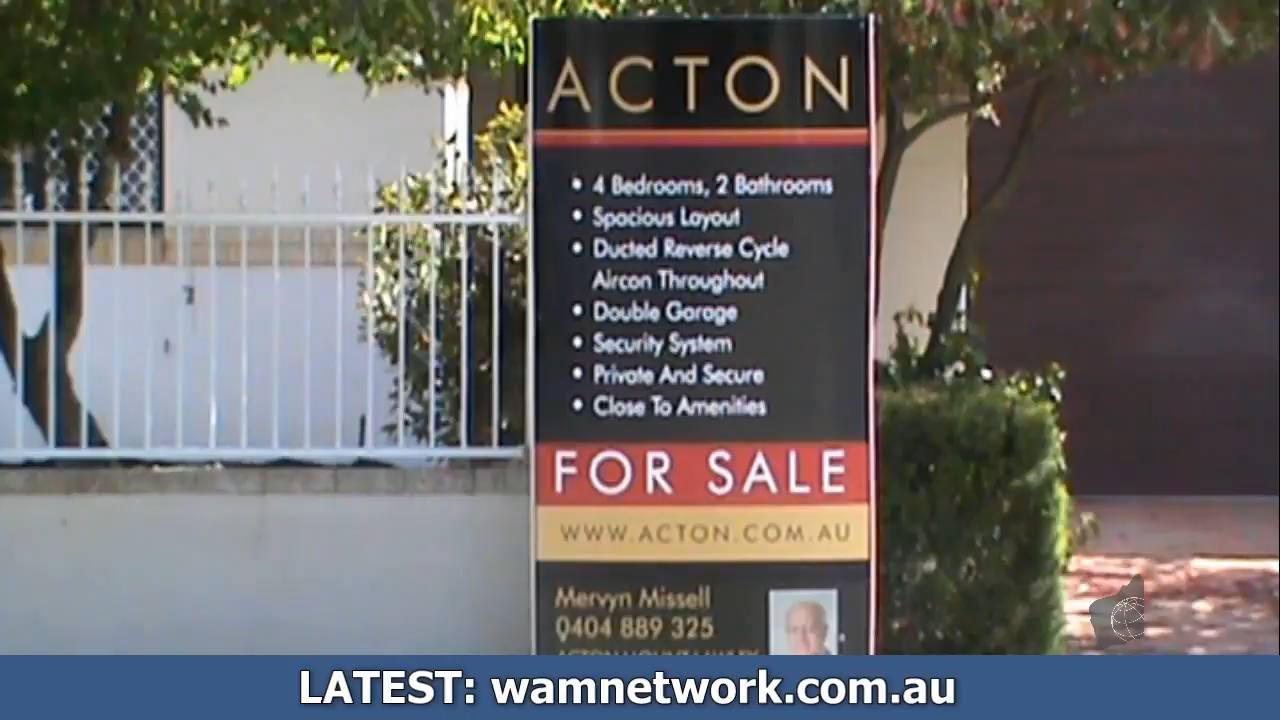 ACTON
• 4 Bedrooms, 2 Bathrooms
• Spacious Layout
• Ducted Reverse Cycle
Aircon Throughout
• Double Garage
• Security System
• Private And Secure
• Close To Amenities
FOR SALE
WWW.ACTON.COM.AU
Mervyn Missell
0404 889 325
LATEST: wamnetwork.com.au